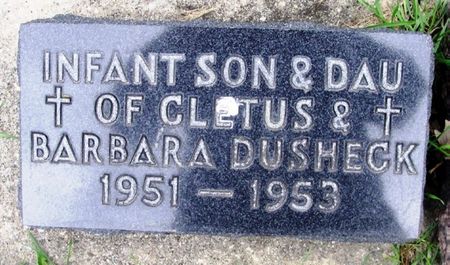 INFANT SON & DAU
† OF CLETUS & †
BARBARA DUSHECK
1951 — 1953